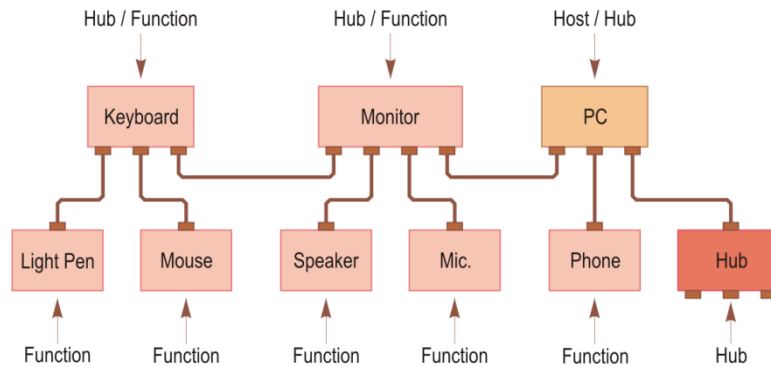 Hub / Function
Hub / Function
Host / Hub
Keyboard
Monitor
PC
Light Pen
Mouse
Speaker
Mic.
Phone
Hub
Function
Function
Function
Function
Function
Hub